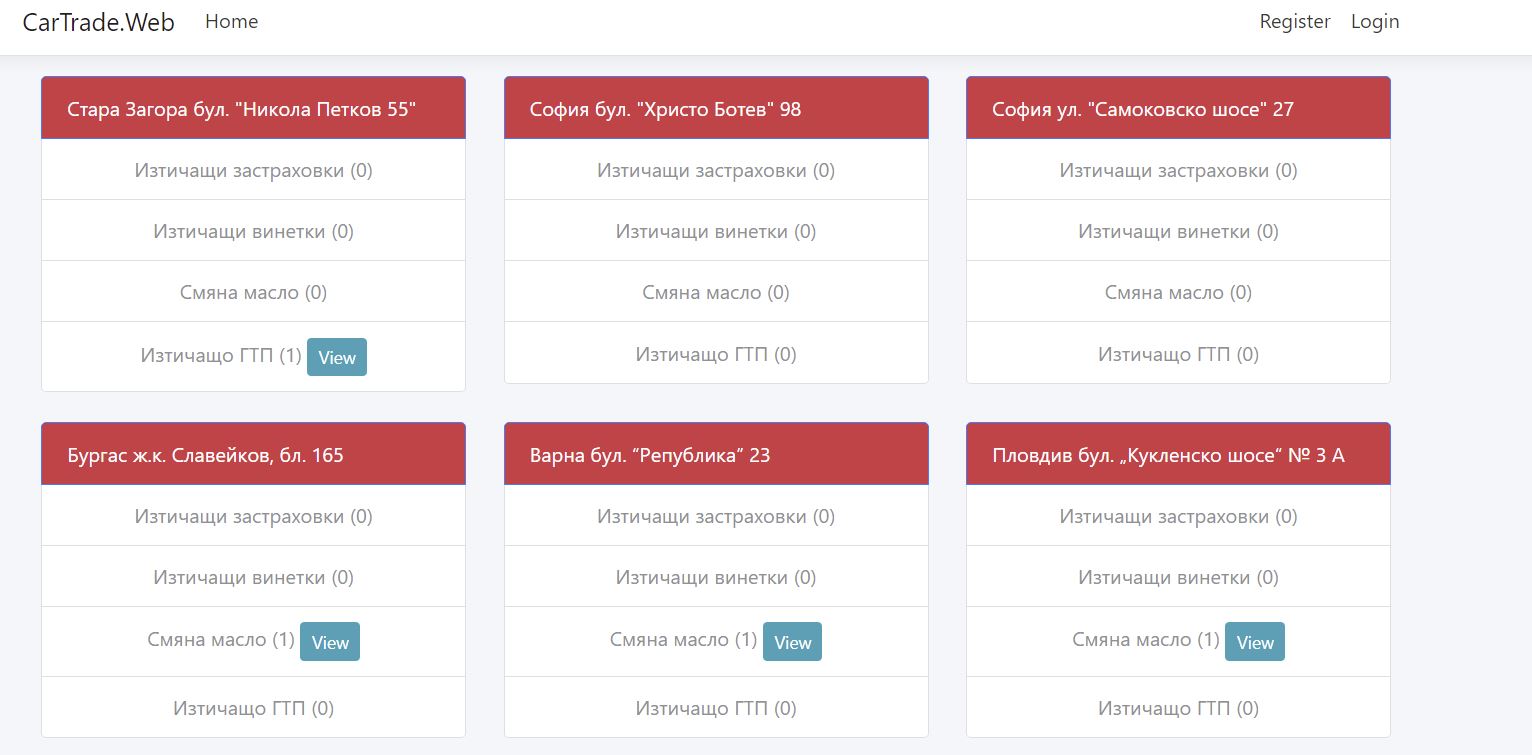 CarTrade.Web Home Register Login
Стара Загора бул. "Никола Петков 55"
Изтичащи застраховки (0)
Изтичащи винетки (0)
Смяна масло (0)
Изтичащо ГТП (1) View
София бул. "Христо Ботев" 98
Изтичащи застраховки (0)
Изтичащи винетки (0)
Смяна масло (0)
Изтичащо ГТП (0)
София ул. "Самоковско шосе" 27
Изтичащи застраховки (0)
Изтичащи винетки (0)
Смяна масло (0)
Изтичащо ГТП (0)
Бургас ж.к. Славейков, бл. 165
Изтичащи застраховки (0)
Изтичащи винетки (0)
Смяна масло (1) View
Изтичащо ГТП (0)
Варна бул. “Република” 23
Изтичащи застраховки (0)
Изтичащи винетки (0)
Смяна масло (1) View
Изтичащо ГТП (0)
Пловдив бул. „Кукленско шосе“ № 3 А
Изтичащи застраховки (0)
Изтичащи винетки (0)
Смяна масло (1) View
Изтичащо ГТП (0)